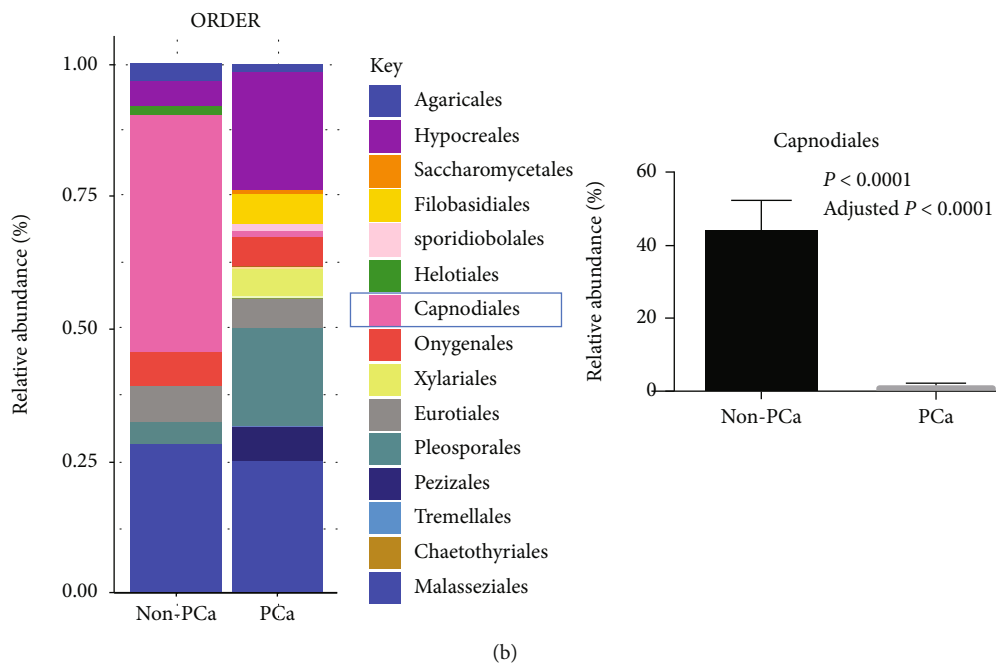 ORDER
Relative abundance (%)
1.00
0.75
0.50
0.25
0.00
Non-PCa
PCa
Key
Agaricales
Hypocreales
Saccharomycetales
Filobasidiales
sporidiobolales
Helotiales
Capnodiales
Onygenales
Xylariales
Eurotiales
Pleosporales
Pezizales
Tremellales
Chaetothyriales
Malasseziales
Capnodiales
P < 0.0001
Adjusted P < 0.0001
Relative abundance (%)
60
40
20
0
Non-PCa
PCa
(b)